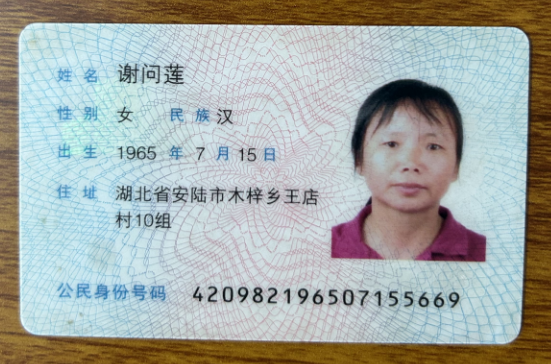 姓名 谢问莲
性别 女 民族 汉
出生 1965 年 7 月 15 日
住址 湖北省安陆市木梓乡王店
村10组
公民身份号码 420982196507155669